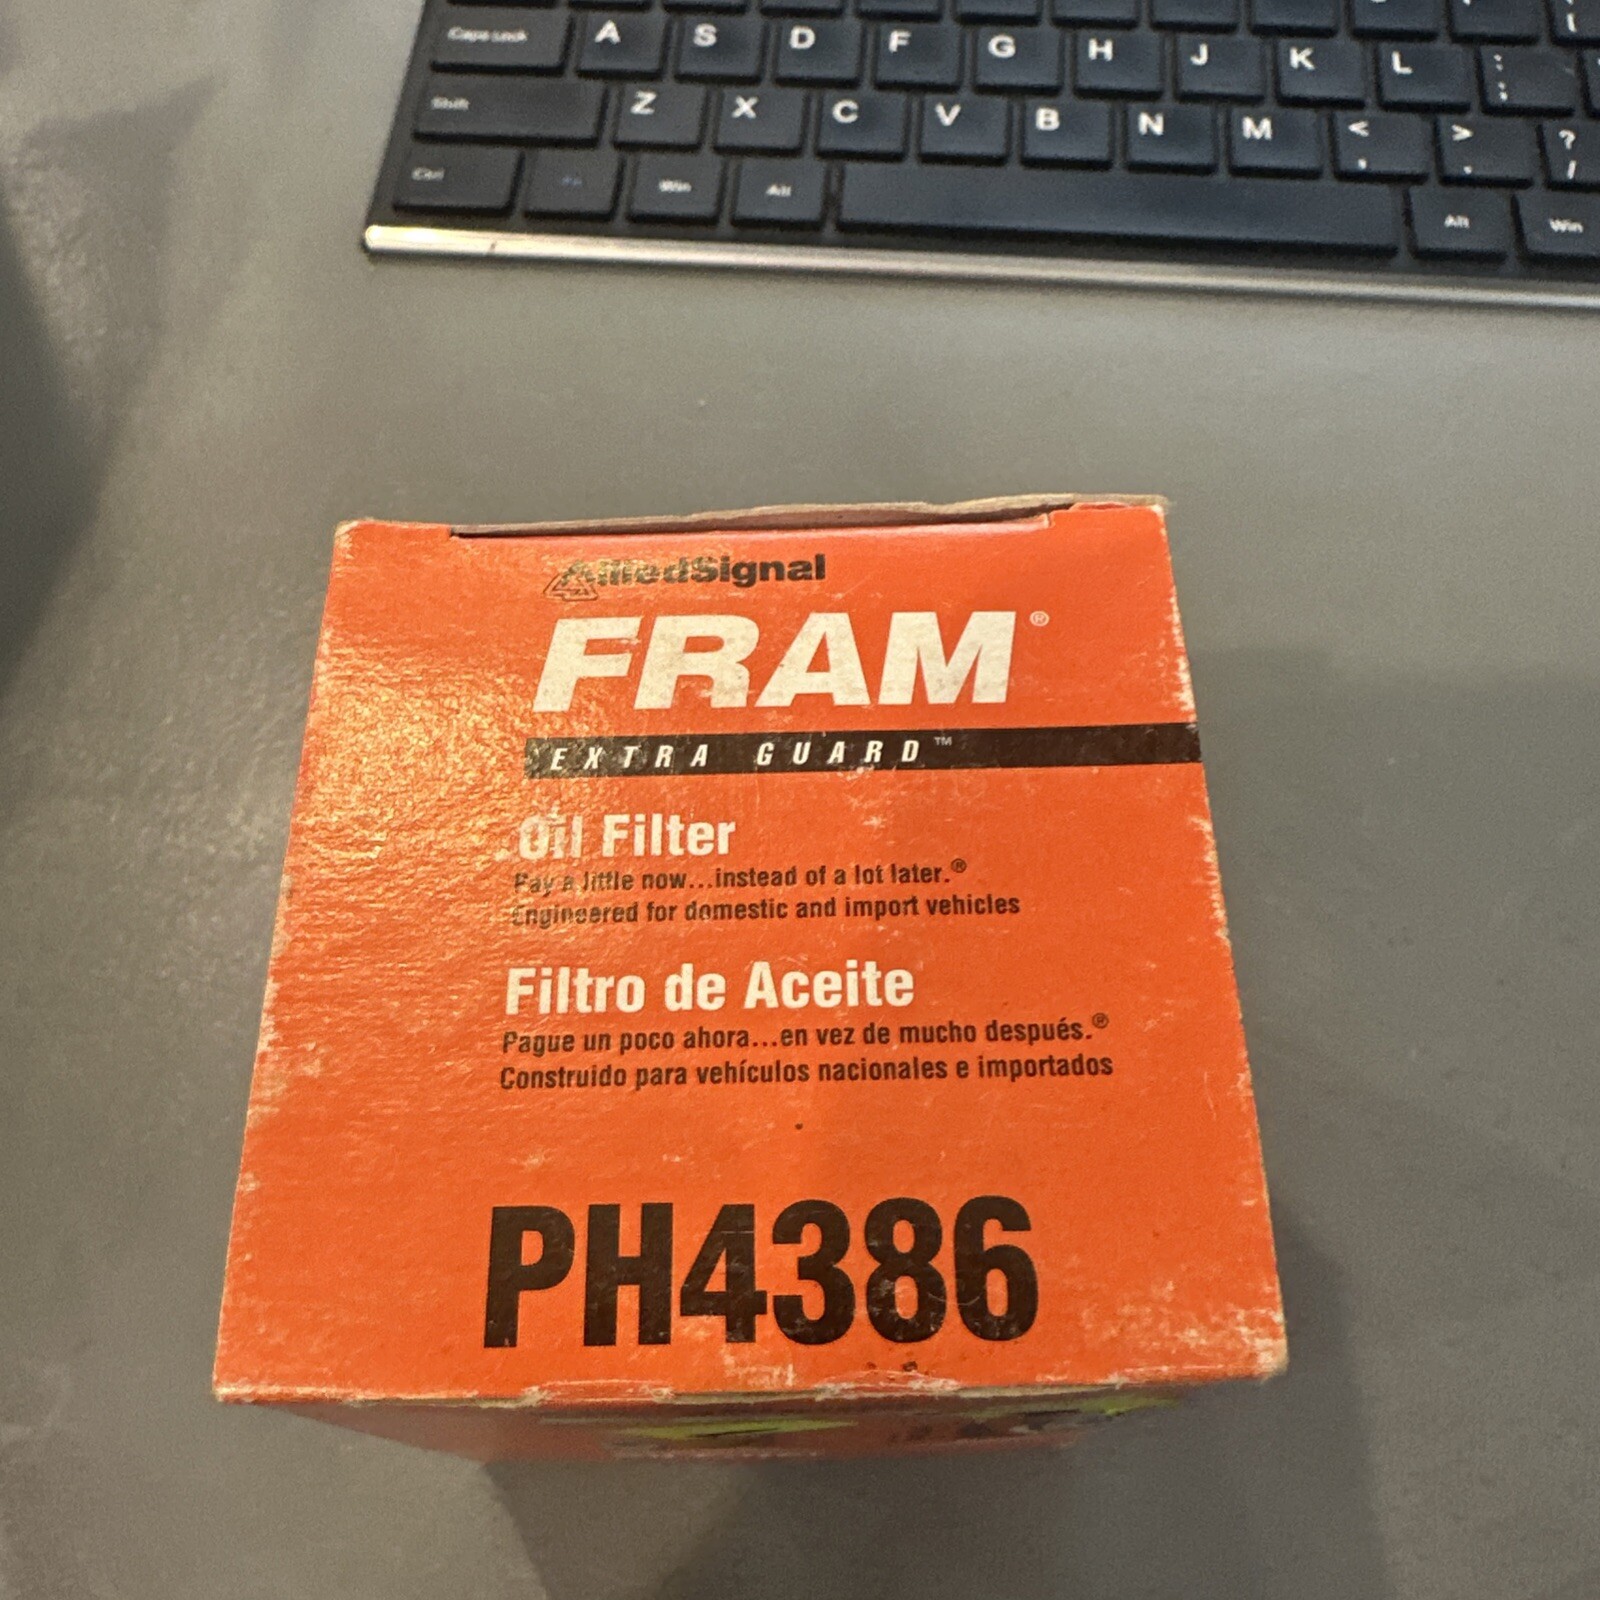 Caps Lock A S D F G H J K L : ;
Shift Z X C V B N M < , > . ? /
Ctrl Win Alt Alt Win
AlliedSignal
FRAM®
EXTRA GUARD™
Oil Filter
Pay a little now...instead of a lot later.®
Engineered for domestic and import vehicles
Filtro de Aceite
Pague un poco ahora...en vez de mucho después.®
Construido para vehículos nacionales e importados
PH4386